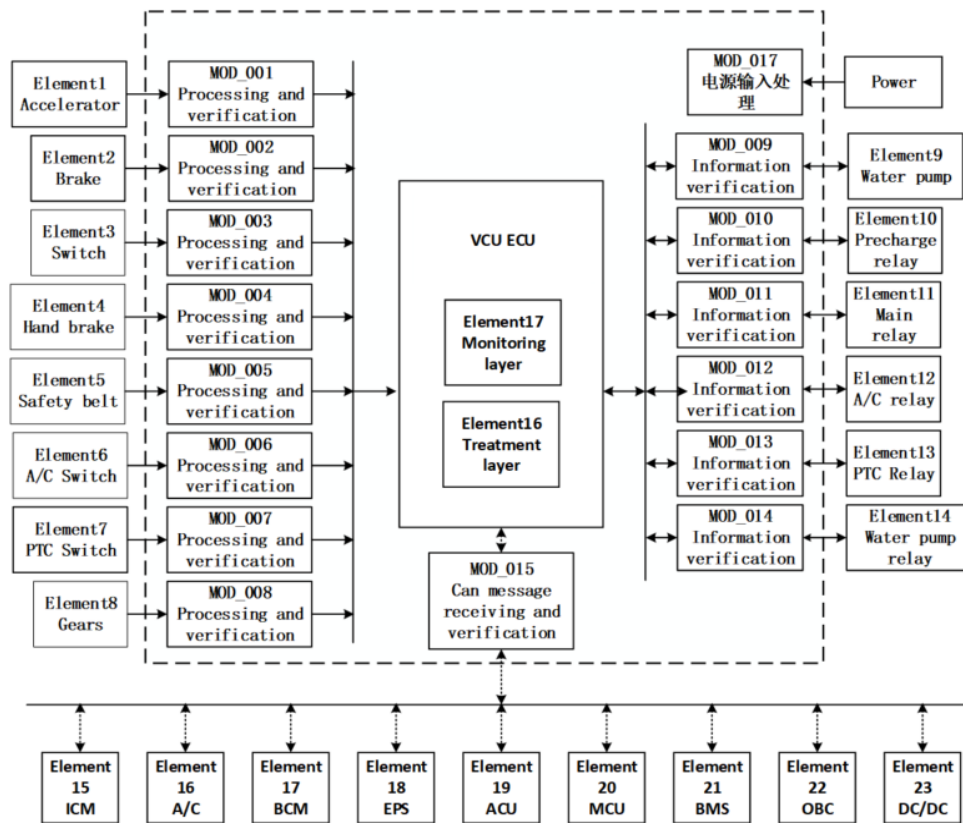 Element1
Accelerator
MOD_001
Processing and
verification
Element2
Brake
MOD_002
Processing and
verification
Element3
Switch
MOD_003
Processing and
verification
Element4
Hand brake
MOD_004
Processing and
verification
Element5
Safety belt
MOD_005
Processing and
verification
Element6
A/C Switch
MOD_006
Processing and
verification
Element7
PTC Switch
MOD_007
Processing and
verification
Element8
Gears
MOD_008
Processing and
verification
VCU ECU
Element17
Monitoring
layer
Element16
Treatment
layer
MOD_015
Can message
receiving and
verification
MOD_017
电源输入处
理
Power
MOD_009
Information
verification
Element9
Water pump
MOD_010
Information
verification
Element10
Precharge
relay
MOD_011
Information
verification
Element11
Main
relay
MOD_012
Information
verification
Element12
A/C relay
MOD_013
Information
verification
Element13
PTC Relay
MOD_014
Information
verification
Element14
Water pump
relay
Element
15
ICM
Element
16
A/C
Element
17
BCM
Element
18
EPS
Element
19
ACU
Element
20
MCU
Element
21
BMS
Element
22
OBC
Element
23
DC/DC